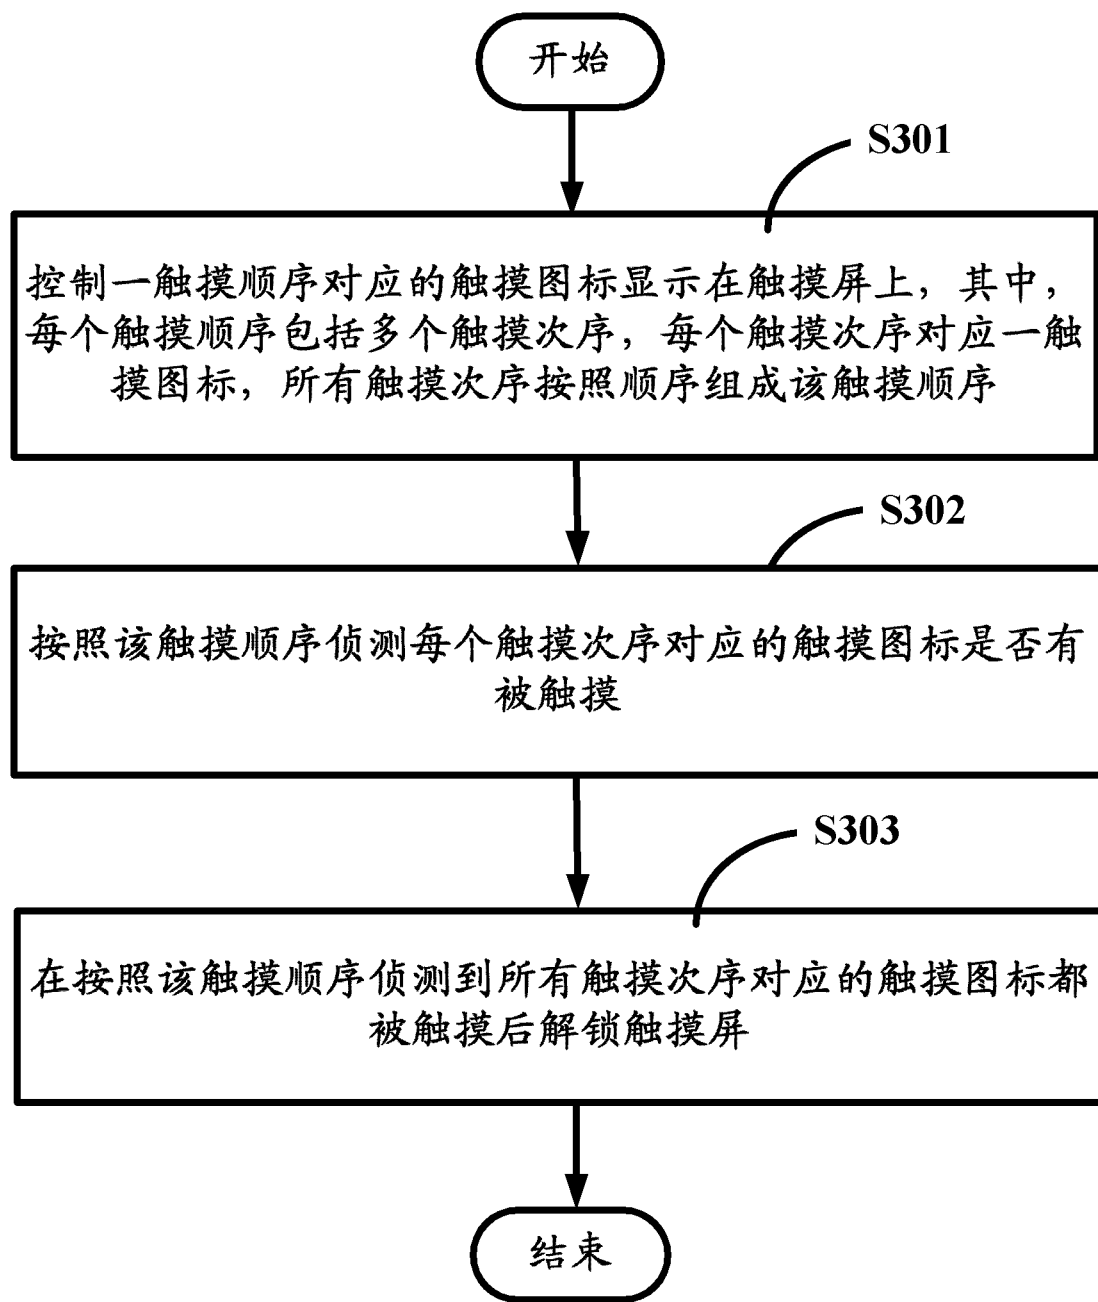 开始
S301
控制一触摸顺序对应的触摸图标显示在触摸屏上，其中，
每个触摸顺序包括多个触摸次序，每个触摸次序对应一触
摸图标，所有触摸次序按照顺序组成该触摸顺序
S302
按照该触摸顺序侦测每个触摸次序对应的触摸图标是否有
被触摸
S303
在按照该触摸顺序侦测到所有触摸次序对应的触摸图标都
被触摸后解锁触摸屏
结束